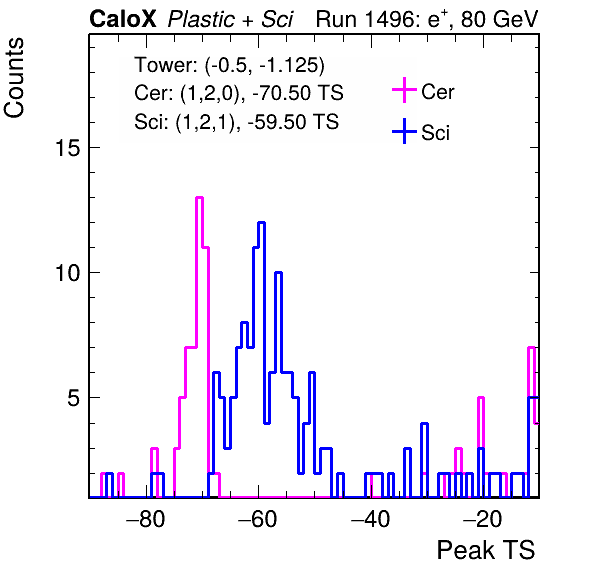 CaloX Plastic + Sci Run 1496: e+, 80 GeV
Counts
Tower: (-0.5, -1.125)
Cer: (1,2,0), -70.50 TS
Sci: (1,2,1), -59.50 TS
Cer
Sci
15
10
5
−80 −60 −40 −20
Peak TS